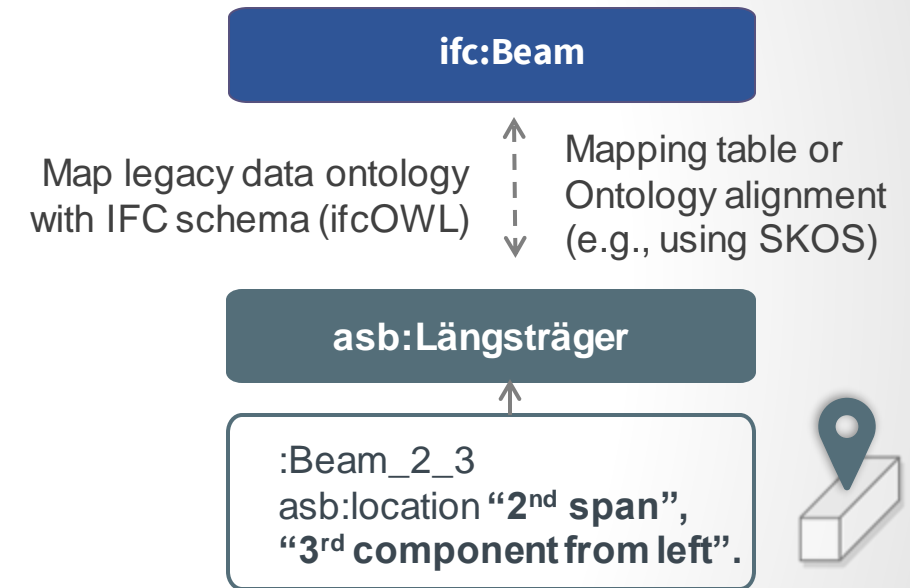 ifc:Beam
Map legacy data ontology
with IFC schema (ifcOWL)
Mapping table or
Ontology alignment
(e.g., using SKOS)
asb:Längsträger
:Beam_2_3
asb:location “2nd span”,
“3rd component from left”.